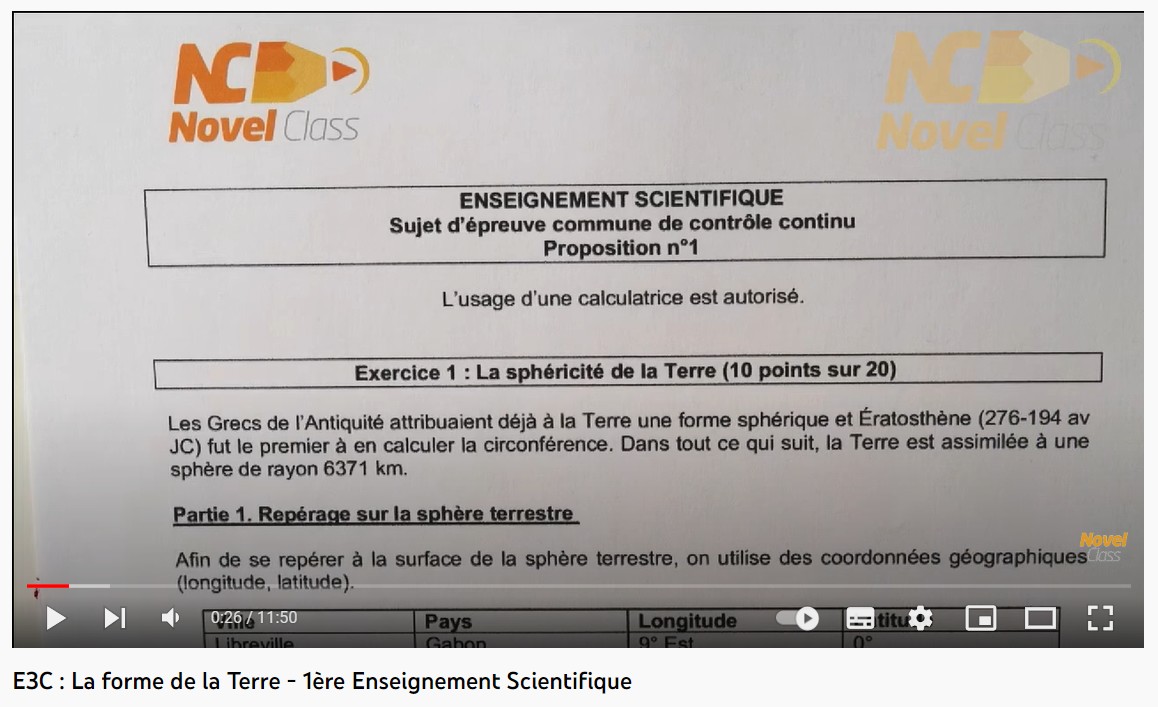 NC
Novel Class
NC
Novel Class
ENSEIGNEMENT SCIENTIFIQUE
Sujet d'épreuve commune de contrôle continu
Proposition n°1
L'usage d'une calculatrice est autorisé.
Exercice 1 : La sphéricité de la Terre (10 points sur 20)
Les Grecs de l'Antiquité attribuaient déjà à la Terre une forme sphérique et Ératosthène (276-194 av
JC) fut le premier à en calculer la circonférence. Dans tout ce qui suit, la Terre est assimilée à une
sphère de rayon 6371 km.
Partie 1. Repérage sur la sphère terrestre
Afin de se repérer à la surface de la sphère terrestre, on utilise des coordonnées géographiques
(longitude, latitude).
Novel
Class
0:26 / 11:50
Ville Pays Longitude
Libreville Gabon 9° Est 0°
E3C : La forme de la Terre - 1ère Enseignement Scientifique